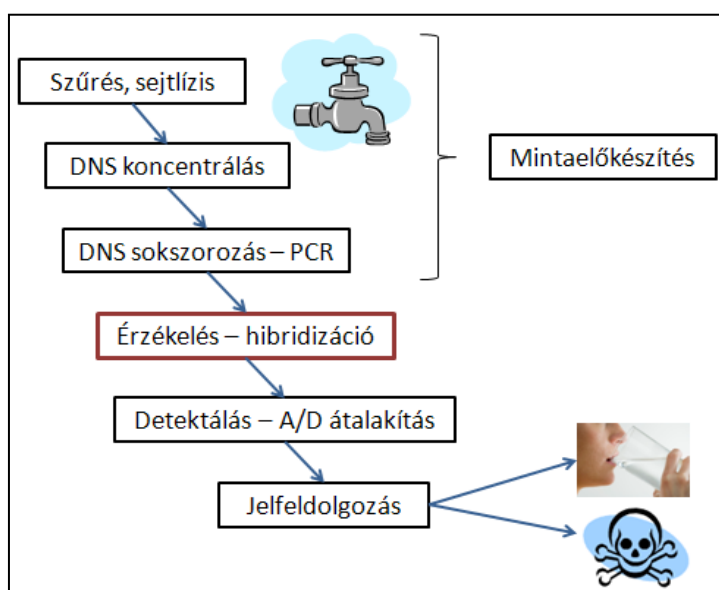 Szűrés, sejtlízis
DNS koncentrálás
Mintaelőkészítés
DNS sokszorozás – PCR
Érzékelés – hibridizáció
Detektálás – A/D átalakítás
Jelfeldolgozás